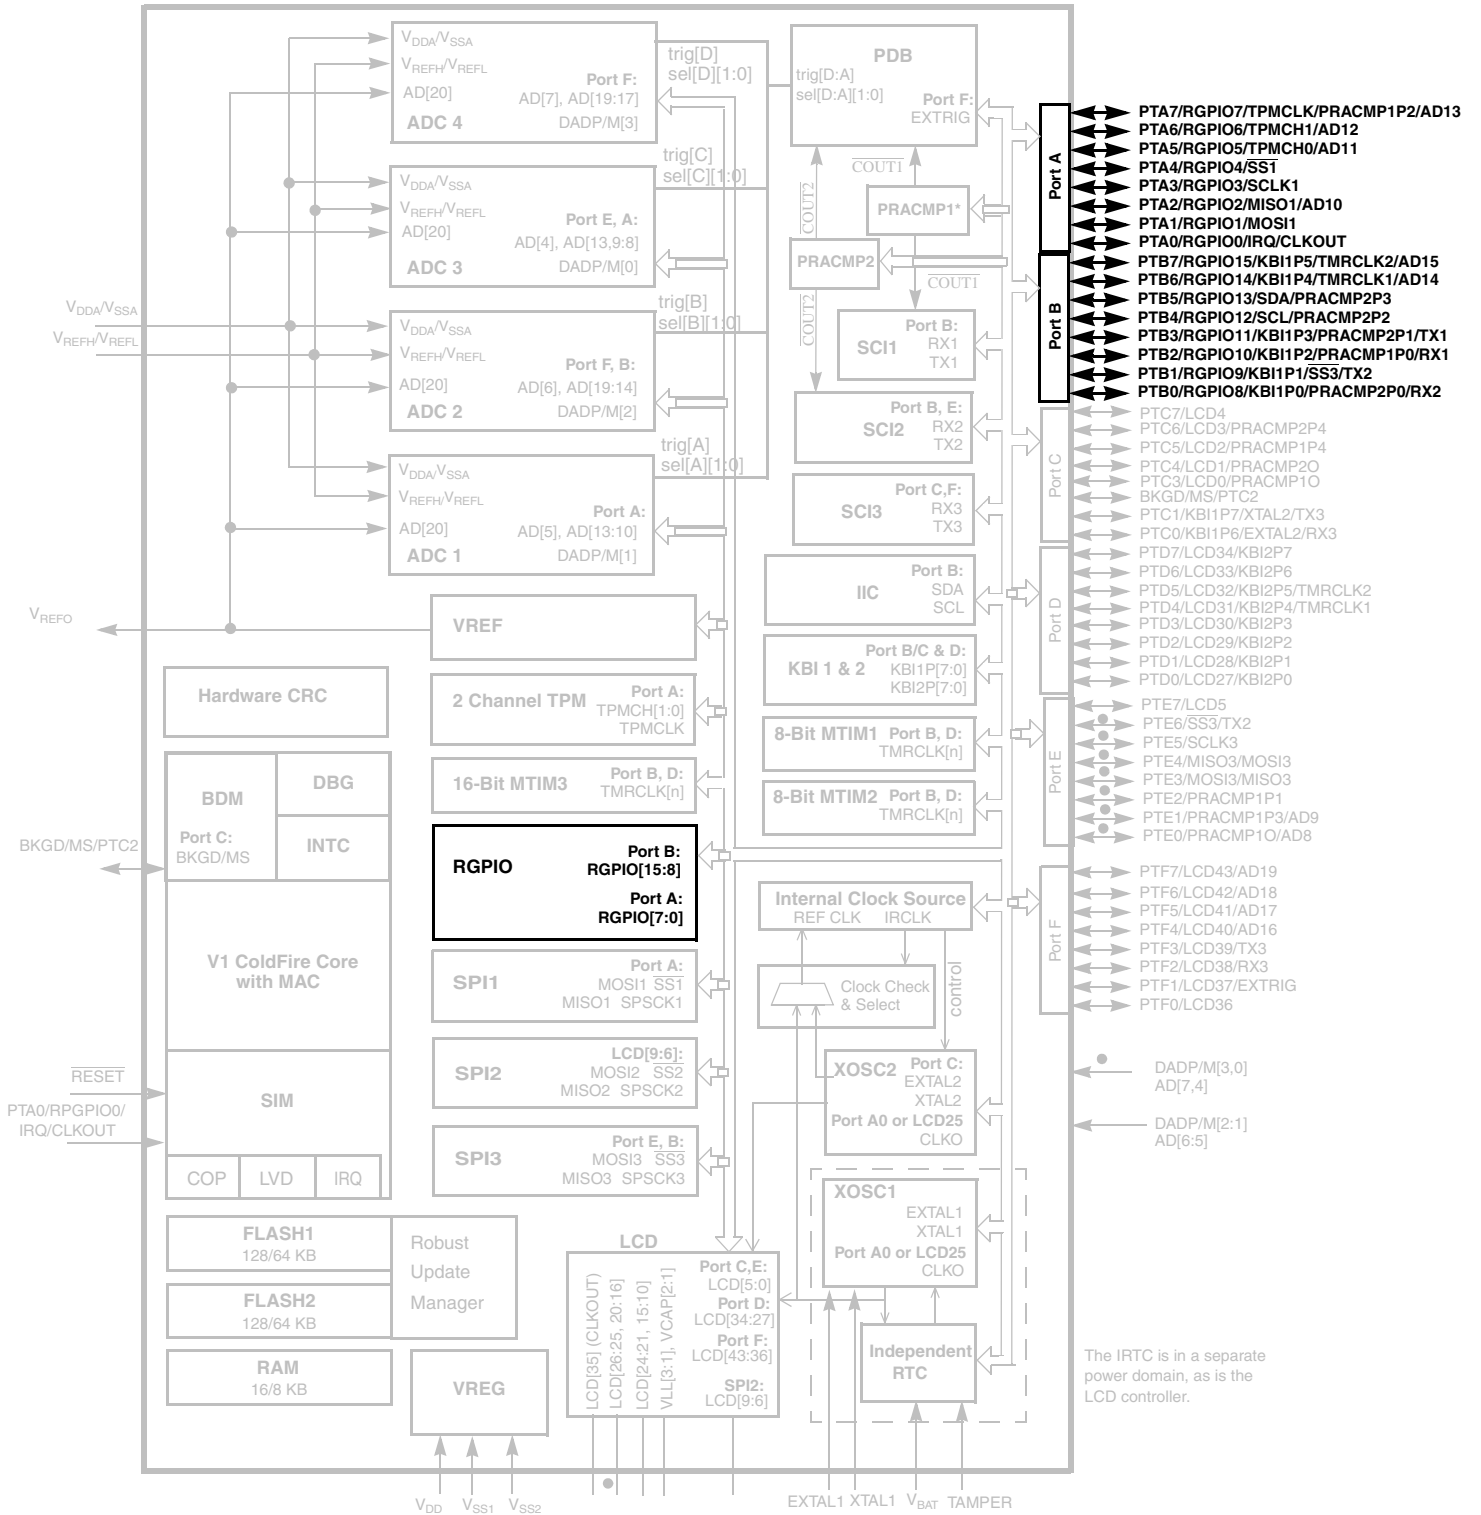 VDDA/VSSA
VREFH/VREFL
AD[20]
Port F:
AD[7], AD[19:17]
DADP/M[3]
ADC 4
trig[D]
sel[D][1:0]
VDDA/VSSA
VREFH/VREFL
AD[20]
Port E, A:
AD[4], AD[13,9:8]
DADP/M[0]
ADC 3
trig[C]
sel[C][1:0]
VDDA/VSSA
VREFH/VREFL
VDDA/VSSA
VREFH/VREFL
AD[20]
Port F, B:
AD[6], AD[19:14]
DADP/M[2]
ADC 2
trig[B]
sel[B][1:0]
VDDA/VSSA
VREFH/VREFL
AD[20]
Port A:
AD[5], AD[13:10]
DADP/M[1]
ADC 1
trig[A]
sel[A][1:0]
PDB
trig[D:A]
sel[D:A][1:0]
Port F:
EXTRIG
COUT2
COUT1
PRACMP1*
PRACMP2
COUT2
COUT1
SCI1
Port B:
RX1
TX1
SCI2
Port B, E:
RX2
TX2
SCI3
Port C,F:
RX3
TX3
IIC
Port B:
SDA
SCL
KBI 1 & 2
Port B/C & D:
KBI1P[7:0]
KBI2P[7:0]
8-Bit MTIM1 Port B, D:
TMRCLK[n]
8-Bit MTIM2 Port B, D:
TMRCLK[n]
VREFO
VREF
Hardware CRC
2 Channel TPM
Port A:
TPMCH[1:0]
TPMCLK
16-Bit MTIM3
Port B, D:
TMRCLK[n]
BDM
Port C:
BKGD/MS
DBG
INTC
BKGD/MS/PTC2
RGPIO
Port B:
RGPIO[15:8]
Port A:
RGPIO[7:0]
V1 ColdFire Core
with MAC
SPI1
Port A:
MOSI1 SS1
MISO1 SPSCK1
SPI2
LCD[9:6]:
MOSI2 SS2
MISO2 SPSCK2
SPI3
Port E, B:
MOSI3 SS3
MISO3 SPSCK3
RESET
PTA0/RPGPIO0/
IRQ/CLKOUT
SIM
COP
LVD
IRQ
FLASH1
128/64 KB
FLASH2
128/64 KB
Robust
Update
Manager
RAM
16/8 KB
VREG
VDD
VSS1
VSS2
Internal Clock Source
REF CLK IRCLK
Clock Check
& Select
control
XOSC2
Port C:
EXTAL2
XTAL2
Port A0 or LCD25
CLKO
XOSC1
EXTAL1
XTAL1
Port A0 or LCD25
CLKO
Independent
RTC
LCD
LCD[35] (CLKOUT)
LCD[26:25, 20:16]
LCD[24:21, 15:10]
VLL[3:1], VCAP[2:1]
Port C,E:
LCD[5:0]
Port D:
LCD[34:27]
Port F:
LCD[43:36]
SPI2:
LCD[9:6]
EXTAL1 XTAL1
VBAT
TAMPER
Port A
PTA7/RGPIO7/TPMCLK/PRACMP1P2/AD13
PTA6/RGPIO6/TPMCH1/AD12
PTA5/RGPIO5/TPMCH0/AD11
PTA4/RGPIO4/SS1
PTA3/RGPIO3/SCLK1
PTA2/RGPIO2/MISO1/AD10
PTA1/RGPIO1/MOSI1
PTA0/RGPIO0/IRQ/CLKOUT
Port B
PTB7/RGPIO15/KBI1P5/TMRCLK2/AD15
PTB6/RGPIO14/KBI1P4/TMRCLK1/AD14
PTB5/RGPIO13/SDA/PRACMP2P3
PTB4/RGPIO12/SCL/PRACMP2P2
PTB3/RGPIO11/KBI1P3/PRACMP2P1/TX1
PTB2/RGPIO10/KBI1P2/PRACMP1P0/RX1
PTB1/RGPIO9/KBI1P1/SS3/TX2
PTB0/RGPIO8/KBI1P0/PRACMP2P0/RX2
Port C
PTC7/LCD4
PTC6/LCD3/PRACMP2P4
PTC5/LCD2/PRACMP1P4
PTC4/LCD1/PRACMP2O
PTC3/LCD0/PRACMP1O
BKGD/MS/PTC2
PTC1/KBI1P7/XTAL2/TX3
PTC0/KBI1P6/EXTAL2/RX3
Port D
PTD7/LCD34/KBI2P7
PTD6/LCD33/KBI2P6
PTD5/LCD32/KBI2P5/TMRCLK2
PTD4/LCD31/KBI2P4/TMRCLK1
PTD3/LCD30/KBI2P3
PTD2/LCD29/KBI2P2
PTD1/LCD28/KBI2P1
PTD0/LCD27/KBI2P0
Port E
PTE7/LCD5
PTE6/SS3/TX2
PTE5/SCLK3
PTE4/MISO3/MOSI3
PTE3/MOSI3/MISO3
PTE2/PRACMP1P1
PTE1/PRACMP1P3/AD9
PTE0/PRACMP1O/AD8
Port F
PTF7/LCD43/AD19
PTF6/LCD42/AD18
PTF5/LCD41/AD17
PTF4/LCD40/AD16
PTF3/LCD39/TX3
PTF2/LCD38/RX3
PTF1/LCD37/EXTRIG
PTF0/LCD36
DADP/M[3,0]
AD[7,4]
DADP/M[2:1]
AD[6:5]
The IRTC is in a separate
power domain, as is the
LCD controller.